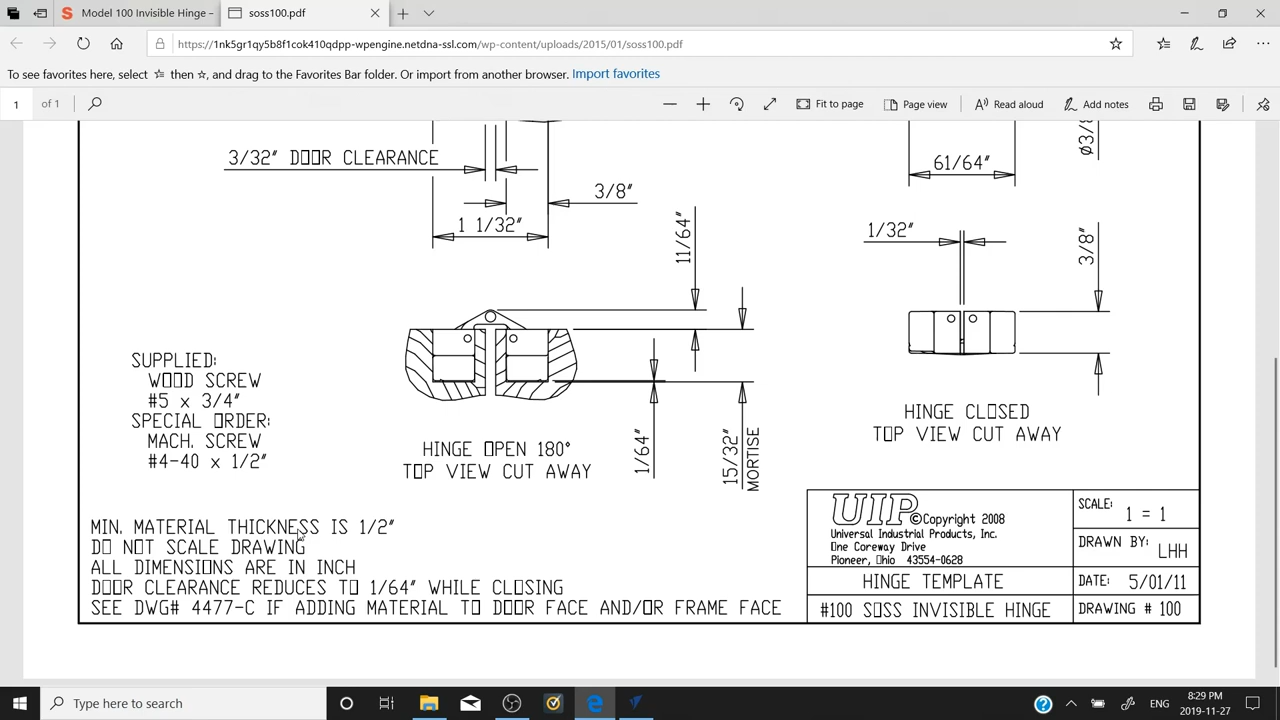 Model 100 Invisible Hinge –
soss100.pdf
https://1nk5gr1qy5b8f1cok410qdpp-wpengine.netdna-ssl.com/wp-content/uploads/2015/01/soss100.pdf
To see favorites here, select ☆ then ☆, and drag to the Favorites Bar folder. Or import from another browser. Import favorites
1 of 1
Fit to page
Page view
Read aloud
Add notes
3/32" DOOR CLEARANCE
3/8"
1 1/32"
11/64"
61/64"
1/32"
3/8"
SUPPLIED:
WOOD SCREW
#5 x 3/4"
SPECIAL ORDER:
MACH. SCREW
#4-40 x 1/2"
HINGE OPEN 180°
TOP VIEW CUT AWAY
1/64"
15/32"
MORTISE
HINGE CLOSED
TOP VIEW CUT AWAY
MIN. MATERIAL THICKNESS IS 1/2"
DO NOT SCALE DRAWING
ALL DIMENSIONS ARE IN INCH
DOOR CLEARANCE REDUCES TO 1/64" WHILE CLOSING
SEE DWG# 4477-C IF ADDING MATERIAL TO DOOR FACE AND/OR FRAME FACE
UIP ©Copyright 2008
Universal Industrial Products, Inc.
One Coreway Drive
Pioneer, Ohio 43554-0628
HINGE TEMPLATE
#100 SOSS INVISIBLE HINGE
SCALE: 1 = 1
DRAWN BY: LHH
DATE: 5/01/11
DRAWING # 100
Type here to search
ENG
8:29 PM
2019-11-27